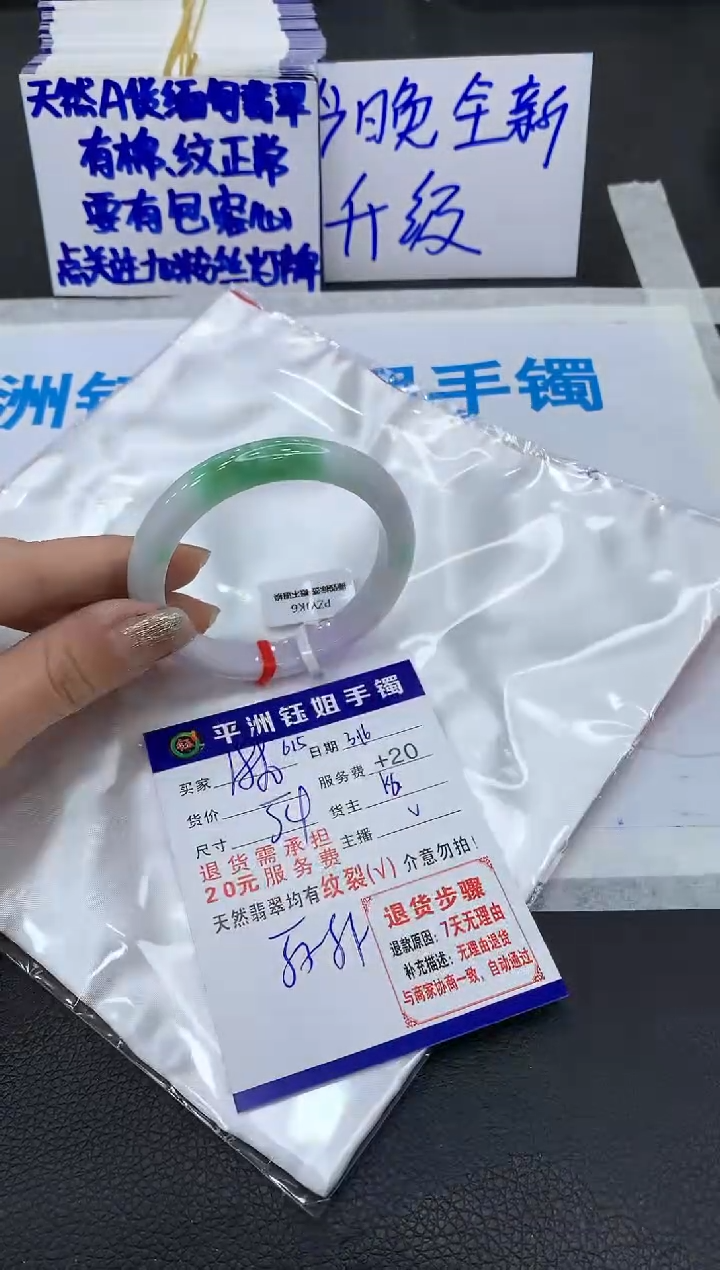 天然A货缅甸翡翠
有棉、纹正常
要有包容心
点关注加粉丝灯牌
今日晚全新
升级
洲钰姐手镯
PZYJK6
平洲钰姐手镯
买家 615 日期 3.16
货价 服务费 +20
尺寸 54 货主 K6
退货需承担 主播 V
20元服务费
天然翡翠均有纹裂(V) 介意勿拍!
退货步骤
退款原因: 7天无理由
补充描述: 无理由退货
与商家协商一致, 自动通过